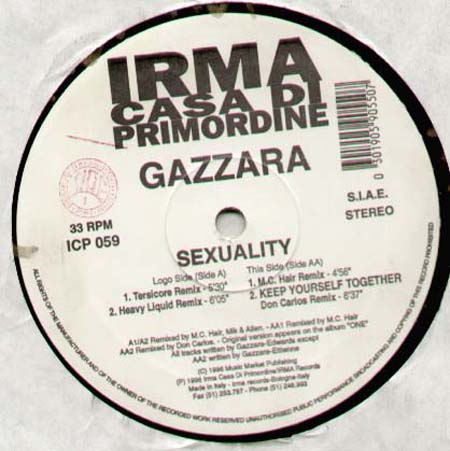 IRMA
CASA DI
PRIMORDINE
GAZZARA
0 301905 905507
33 RPM
ICP 059
S.I.A.E.
STEREO
SEXUALITY
Logo Side (Side A)
1. Tersicore Remix - 5'30"
2. Heavy Liquid Remix - 6'05"
This Side (Side AA)
1. M.C. Hair Remix - 4'56"
2. KEEP YOURSELF TOGETHER
Don Carlos Remix - 6'37"
A1/A2 Remixed by M.C. Hair, Milk & Allen. - AA1 Remixed by M.C. Hair
AA2 Remixed by Don Carlos. - Original version appears on the album "ONE"
All tracks written by Gazzara-Edwards except
AA2 written by Gazzara-Etienne
(C) 1996 Music Market Publishing
(P) 1996 Irma Casa Di Primordine/IRMA Records
Made in Italy - irma records-Bologna-Italy
Fax (51) 253.797 - Phone (51) 248.993
ALL RIGHTS OF THE MANUFACTURER AND OF THE OWNER OF THE RECORDED WORK RESERVED UNAUTHORISED PUBLIC PERFORMANCE BROADCASTING AND COPYING OF THIS RECORD PROHIBITED